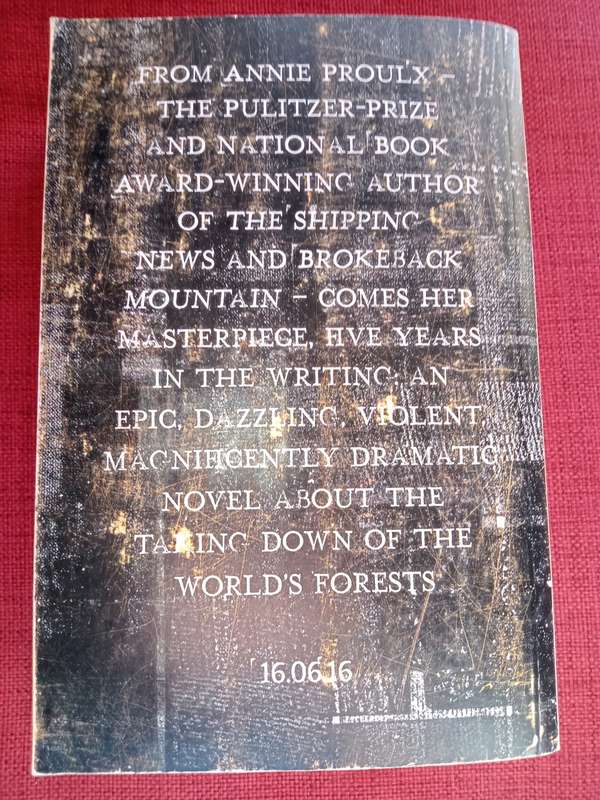 FROM ANNIE PROULX –
THE PULITZER-PRIZE
AND NATIONAL BOOK
AWARD-WINNING AUTHOR
OF THE SHIPPING
NEWS AND BROKEBACK
MOUNTAIN – COMES HER
MASTERPIECE, FIVE YEARS
IN THE WRITING: AN
EPIC, DAZZLING, VIOLENT,
MAGNIFICENTLY DRAMATIC
NOVEL ABOUT THE
TAKING DOWN OF THE
WORLD'S FORESTS
16.06.16